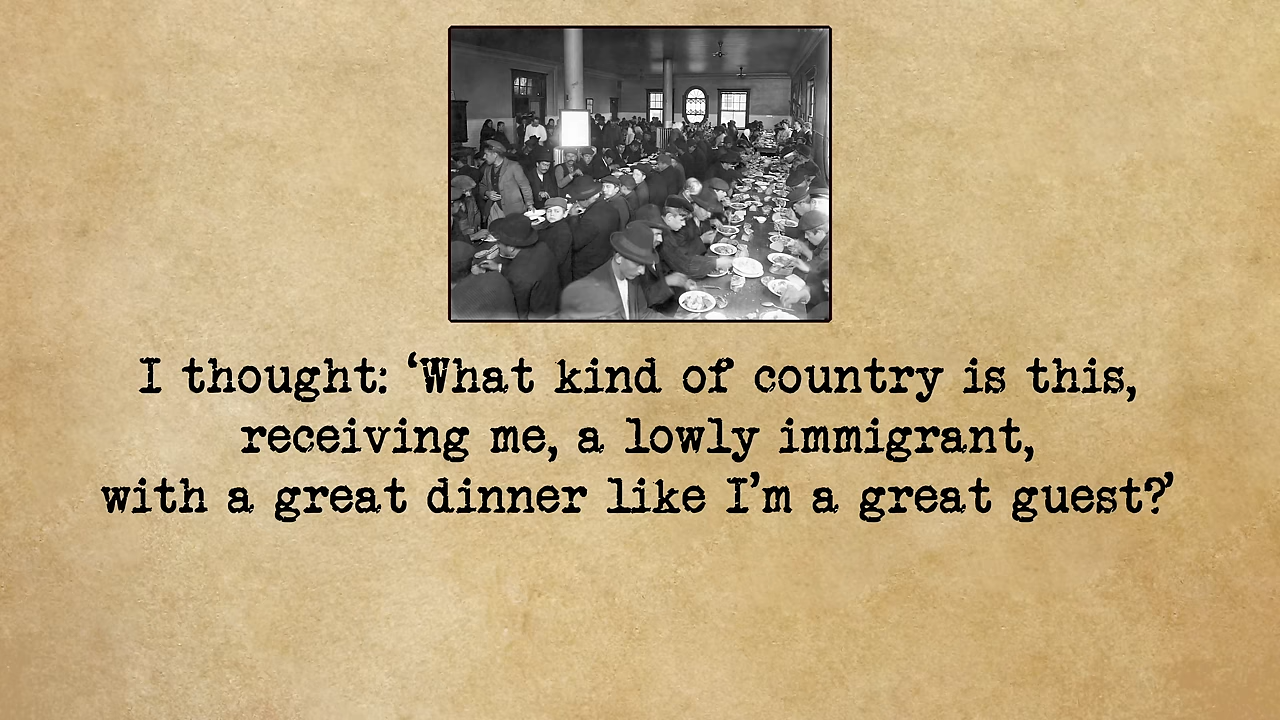 I thought: ‘What kind of country is this,
receiving me, a lowly immigrant,
with a great dinner like I’m a great guest?’